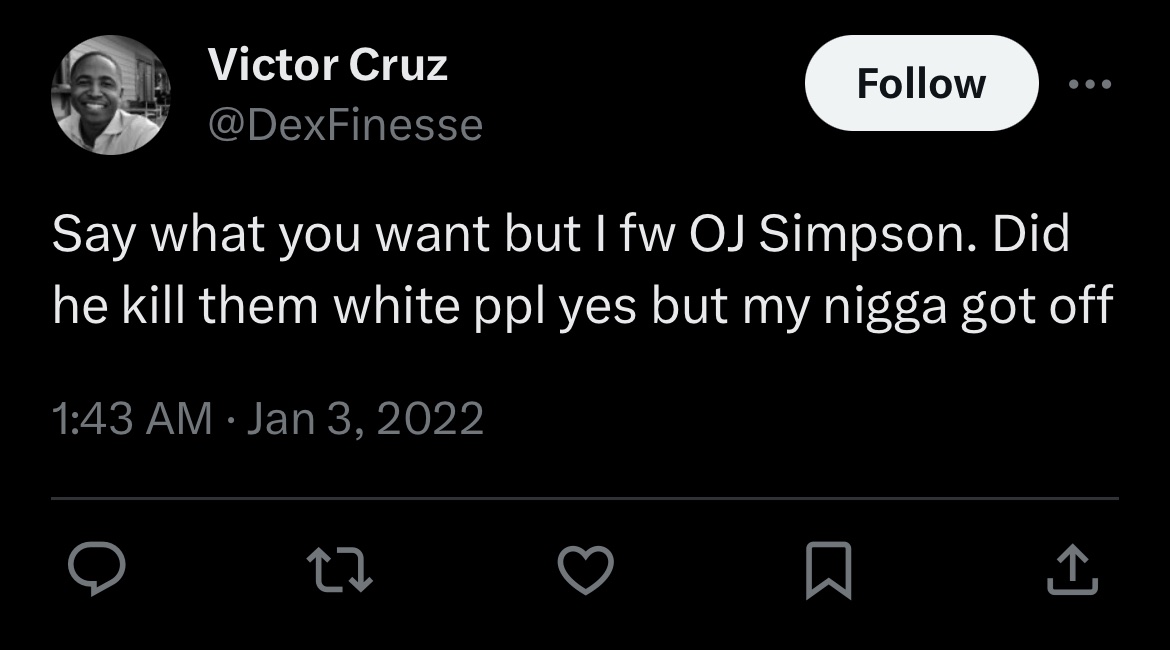 Victor Cruz
@DexFinesse
Follow
Say what you want but I fw OJ Simpson. Did
he kill them white ppl yes but my nigga got off
1:43 AM · Jan 3, 2022